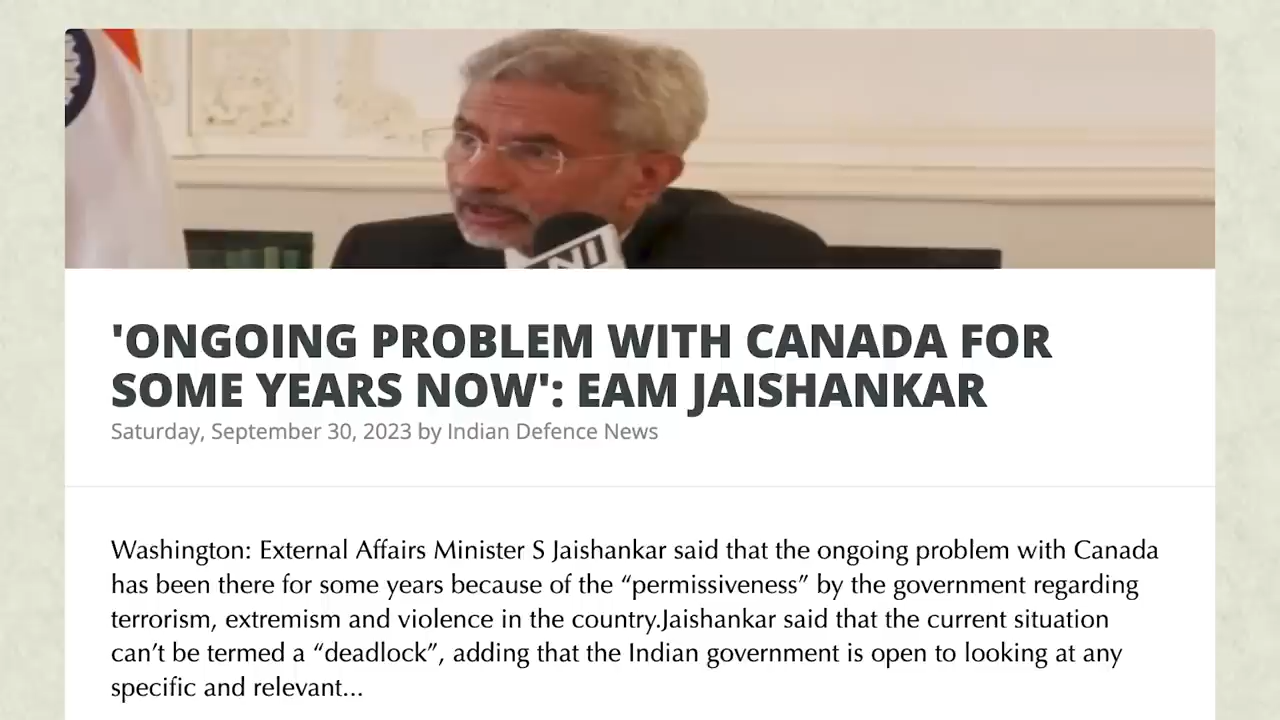 ANI
'ONGOING PROBLEM WITH CANADA FOR
SOME YEARS NOW': EAM JAISHANKAR
Saturday, September 30, 2023 by Indian Defence News
Washington: External Affairs Minister S Jaishankar said that the ongoing problem with Canada
has been there for some years because of the “permissiveness” by the government regarding
terrorism, extremism and violence in the country.Jaishankar said that the current situation
can’t be termed a “deadlock”, adding that the Indian government is open to looking at any
specific and relevant...